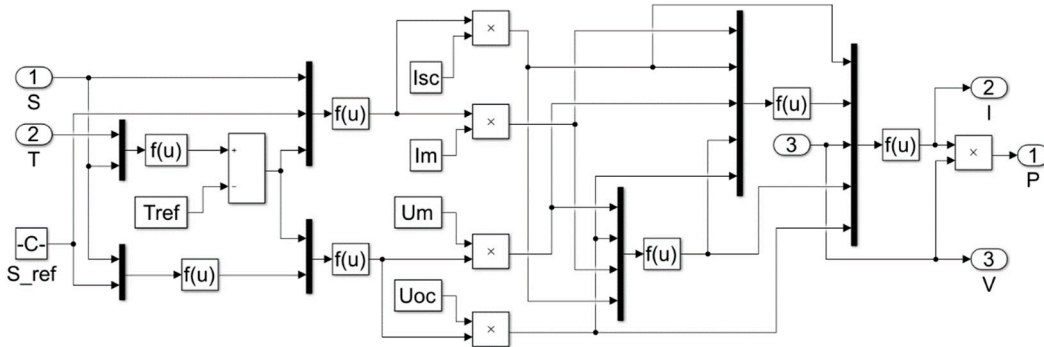 1
S
2
T
-C-
S_ref
f(u)
Tref
+
−
f(u)
f(u)
f(u)
Isc
Im
Um
Uoc
×
×
×
×
f(u)
f(u)
3
f(u)
×
2
I
1
P
3
V